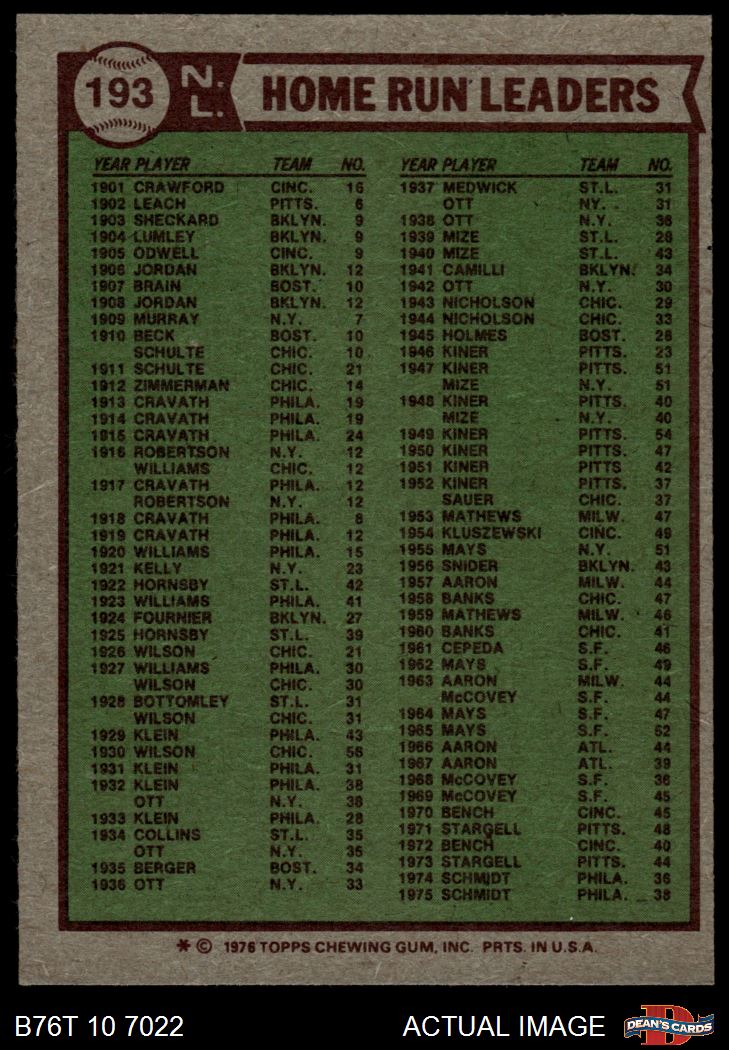 193 N.L. HOME RUN LEADERS
YEAR PLAYER TEAM NO.
1901 CRAWFORD CINC. 16
1902 LEACH PITTS. 6
1903 SHECKARD BKLYN. 9
1904 LUMLEY BKLYN. 9
1905 ODWELL CINC. 9
1906 JORDAN BKLYN. 12
1907 BRAIN BOST. 10
1908 JORDAN BKLYN. 12
1909 MURRAY N.Y. 7
1910 BECK BOST. 10
SCHULTE CHIC. 10
1911 SCHULTE CHIC. 21
1912 ZIMMERMAN CHIC. 14
1913 CRAVATH PHILA. 19
1914 CRAVATH PHILA. 19
1915 CRAVATH PHILA. 24
1916 ROBERTSON N.Y. 12
WILLIAMS CHIC. 12
1917 CRAVATH PHILA. 12
ROBERTSON N.Y. 12
1918 CRAVATH PHILA. 8
1919 CRAVATH PHILA. 12
1920 WILLIAMS PHILA. 15
1921 KELLY N.Y. 23
1922 HORNSBY ST.L. 42
1923 WILLIAMS PHILA. 41
1924 FOURNIER BKLYN. 27
1925 HORNSBY ST.L. 39
1926 WILSON CHIC. 21
1927 WILLIAMS PHILA. 30
WILSON CHIC. 30
1928 BOTTOMLEY ST.L. 31
WILSON CHIC. 31
1929 KLEIN PHILA. 43
1930 WILSON CHIC. 56
1931 KLEIN PHILA. 31
1932 KLEIN PHILA. 38
OTT N.Y. 38
1933 KLEIN PHILA. 28
1934 COLLINS ST.L. 35
OTT N.Y. 35
1935 BERGER BOST. 34
1936 OTT N.Y. 33
YEAR PLAYER TEAM NO.
1937 MEDWICK ST.L. 31
OTT NY. 31
1938 OTT N.Y. 36
1939 MIZE ST.L. 28
1940 MIZE ST.L. 43
1941 CAMILLI BKLYN. 34
1942 OTT N.Y. 30
1943 NICHOLSON CHIC. 29
1944 NICHOLSON CHIC. 33
1945 HOLMES BOST. 28
1946 KINER PITTS. 23
1947 KINER PITTS. 51
MIZE N.Y. 51
1948 KINER PITTS. 40
MIZE N.Y. 40
1949 KINER PITTS. 54
1950 KINER PITTS. 47
1951 KINER PITTS 42
1952 KINER PITTS. 37
SAUER CHIC. 37
1953 MATHEWS MILW. 47
1954 KLUSZEWSKI CINC. 49
1955 MAYS N.Y. 51
1956 SNIDER BKLYN. 43
1957 AARON MILW. 44
1958 BANKS CHIC. 47
1959 MATHEWS MILW. 46
1960 BANKS CHIC. 41
1961 CEPEDA S.F. 46
1962 MAYS S.F. 49
1963 AARON MILW. 44
McCOVEY S.F. 44
1964 MAYS S.F. 47
1965 MAYS S.F. 52
1966 AARON ATL. 44
1967 AARON ATL. 39
1968 McCOVEY S.F. 36
1969 McCOVEY S.F. 45
1970 BENCH CINC. 45
1971 STARGELL PITTS. 48
1972 BENCH CINC. 40
1973 STARGELL PITTS. 44
1974 SCHMIDT PHILA. 36
1975 SCHMIDT PHILA. 38
* © 1976 TOPPS CHEWING GUM, INC. PRTS. IN U.S.A.
B76T 10 7022 ACTUAL IMAGE DEAN'S CARDS